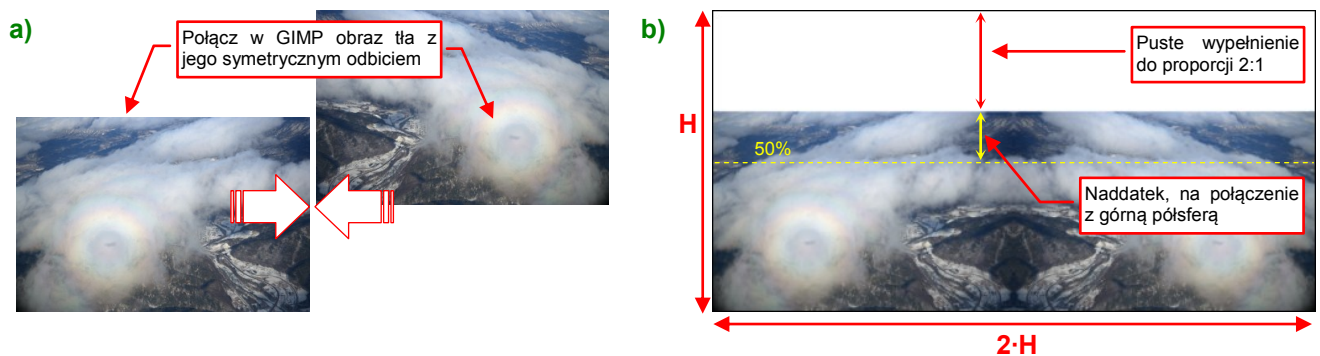 a)
Połącz w GIMP obraz tła z
jego symetrycznym odbiciem
b)
Puste wypełnienie
do proporcji 2:1
H
50%
Naddatek, na połączenie
z górną półsferą
2·H